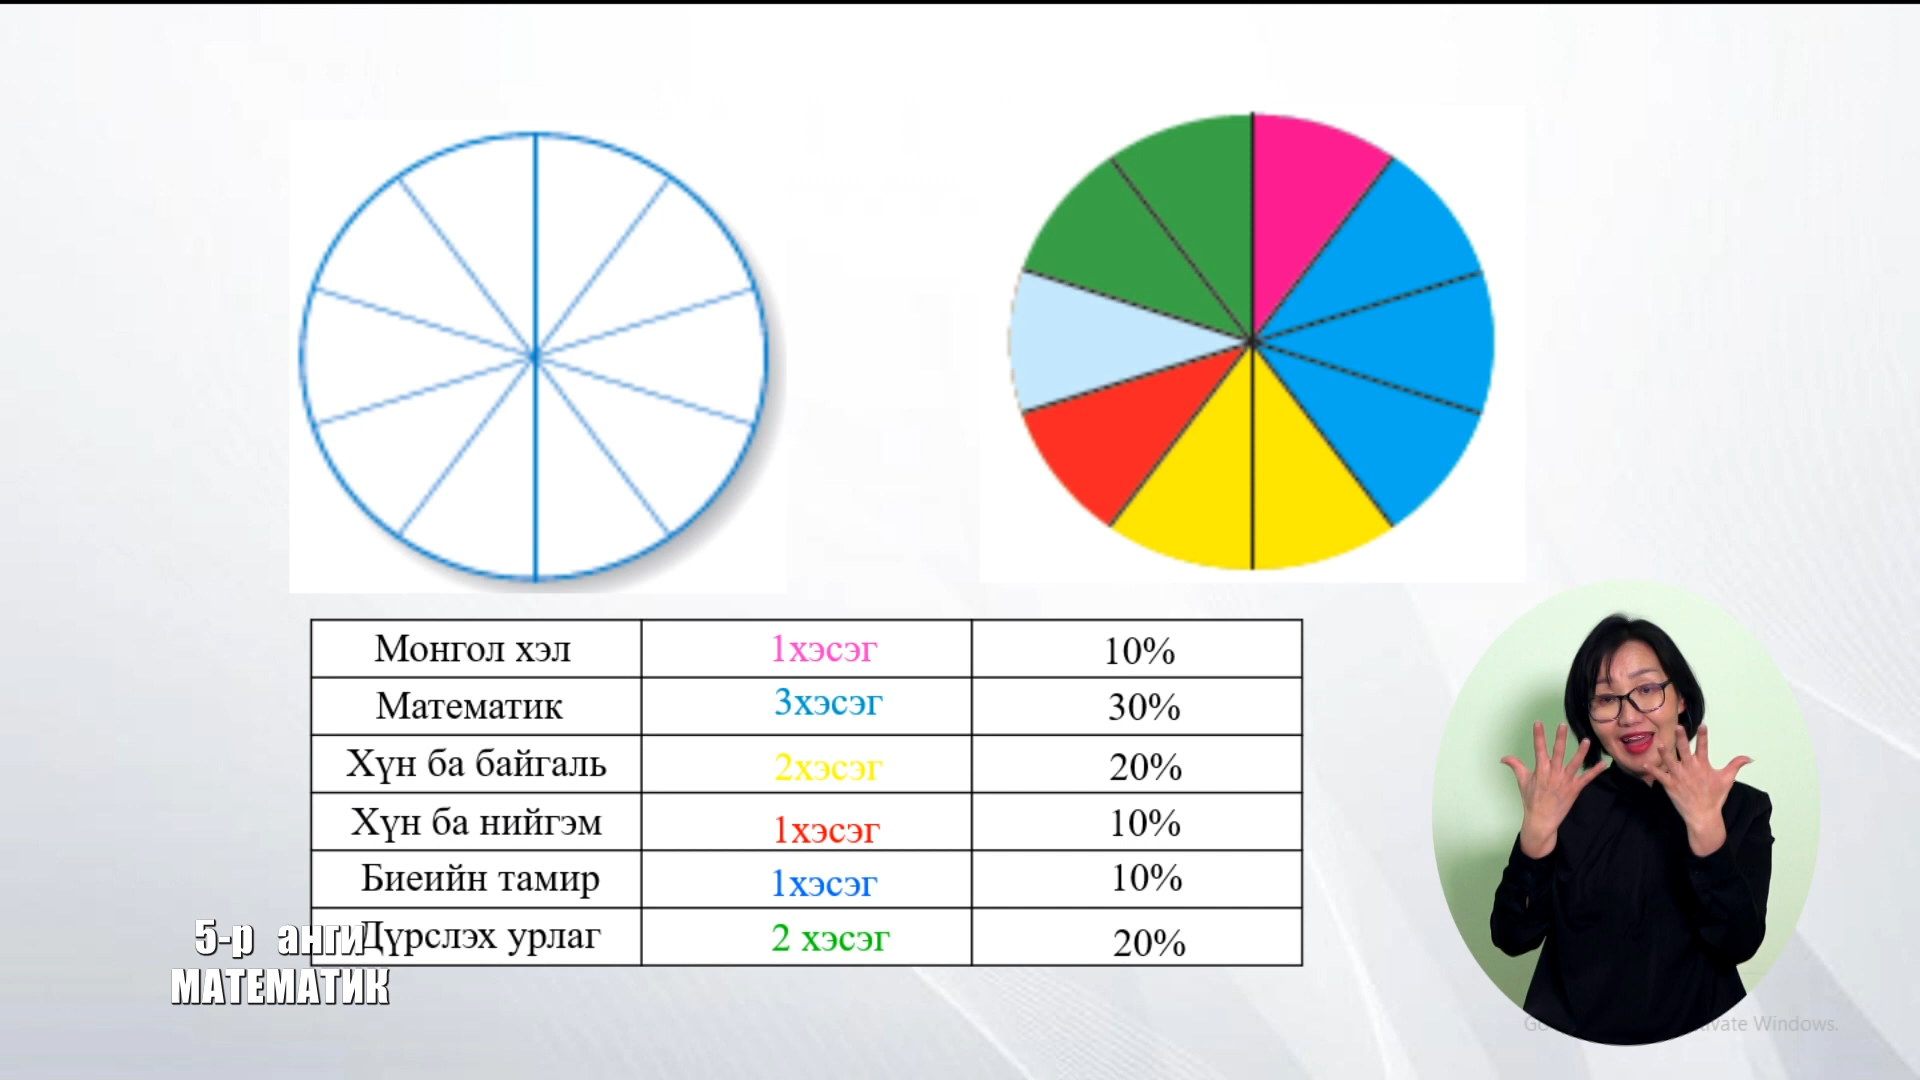 Монгол хэл 1хэсэг 10%
Математик 3хэсэг 30%
Хүн ба байгаль 2хэсэг 20%
Хүн ба нийгэм 1хэсэг 10%
Биеийн тамир 1хэсэг 10%
Дүрслэх урлаг 2 хэсэг 20%
5-р анги
МАТЕМАТИК
Windows.